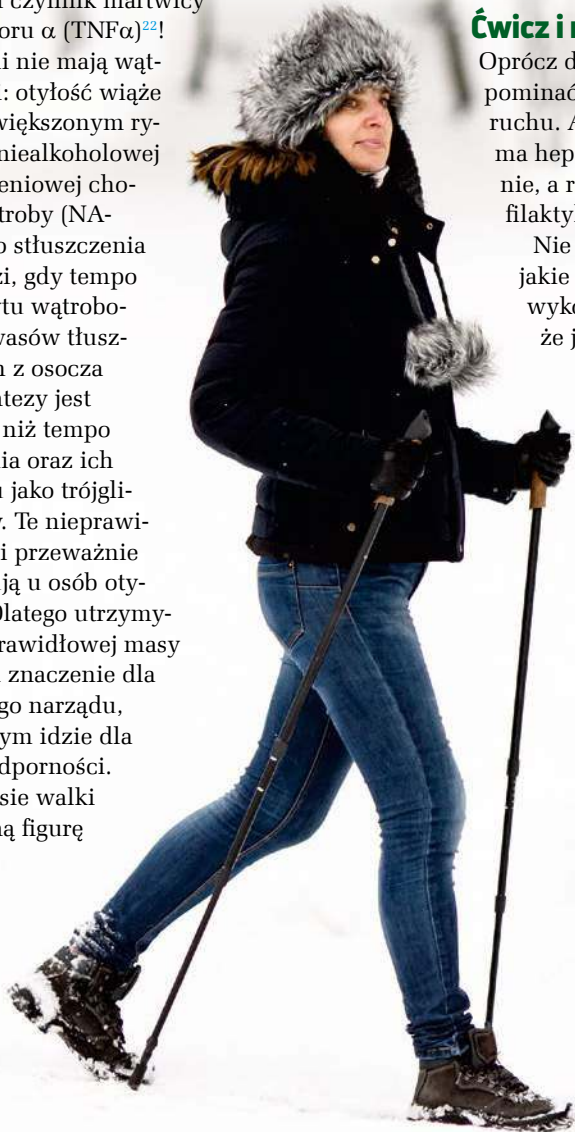 czynnik martwicy
oru α (TNFα)22!
i nie mają wąt-
: otyłość wiąże
większonym ry-
niealkoholowej
eniowej cho-
troby (NA-
o stłuszczenia
zi, gdy tempo
ytu wątrobo-
wasów tłusz-
z osocza
tezy jest
niż tempo
nia oraz ich
u jako trójgli-
y. Te nieprawi-
i przeważnie
ają u osób oty-
Dlatego utrzymy-
rawidłowej masy
znaczenie dla
go narządu,
ym idzie dla
dporności.
sie walki
ną figurę
Ćwicz i
Oprócz d
pominać
ruchu. A
ma hep
nie, a r
filakty
Nie
jakie
wyko
że j